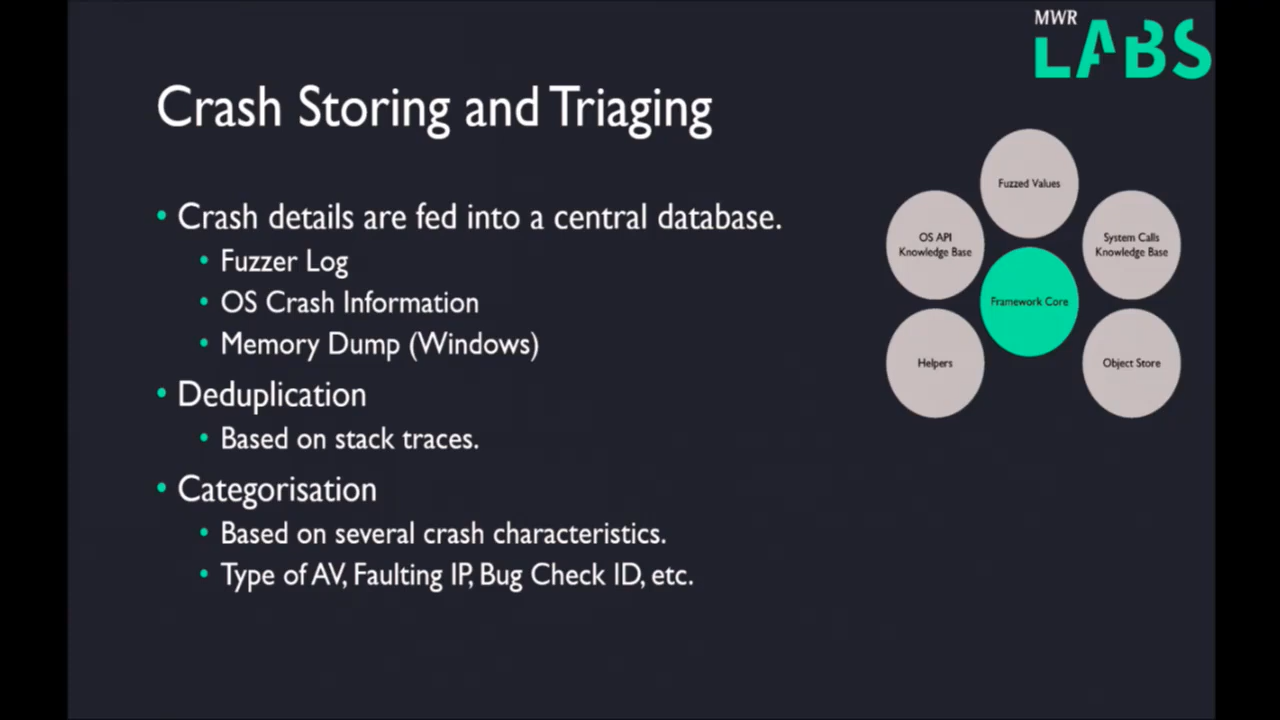 MWR
LABS
Crash Storing and Triaging
• Crash details are fed into a central database.
• Fuzzer Log
• OS Crash Information
• Memory Dump (Windows)
• Deduplication
• Based on stack traces.
• Categorisation
• Based on several crash characteristics.
• Type of AV, Faulting IP, Bug Check ID, etc.
Fuzzed Values
OS API
Knowledge Base
System Calls
Knowledge Base
Framework Core
Helpers
Object Store